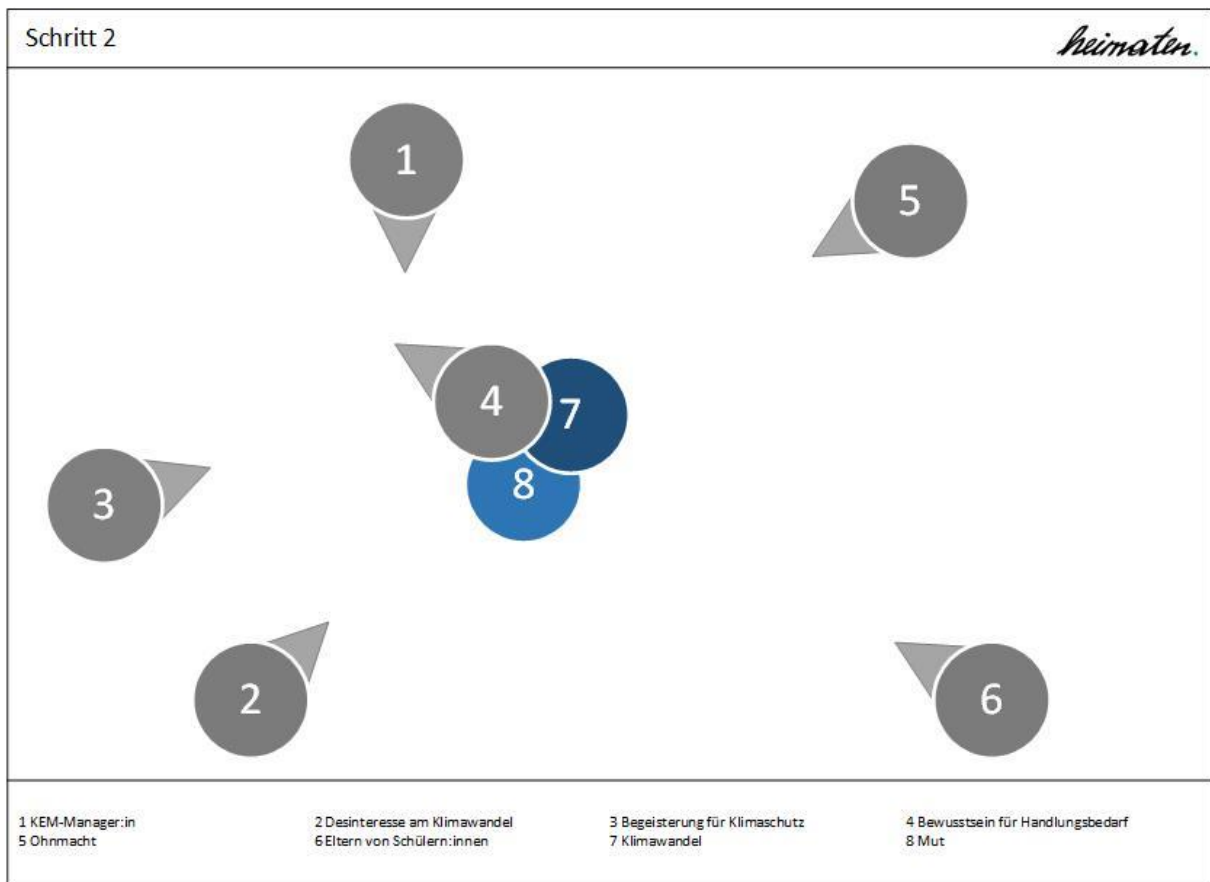 Schritt 2
heimaten.
1
5
4
7
8
3
2
6
1 KEM-Manager:in 2 Desinteresse am Klimawandel 3 Begeisterung für Klimaschutz 4 Bewusstsein für Handlungsbedarf
5 Ohnmacht 6 Eltern von Schülern:innen 7 Klimawandel 8 Mut